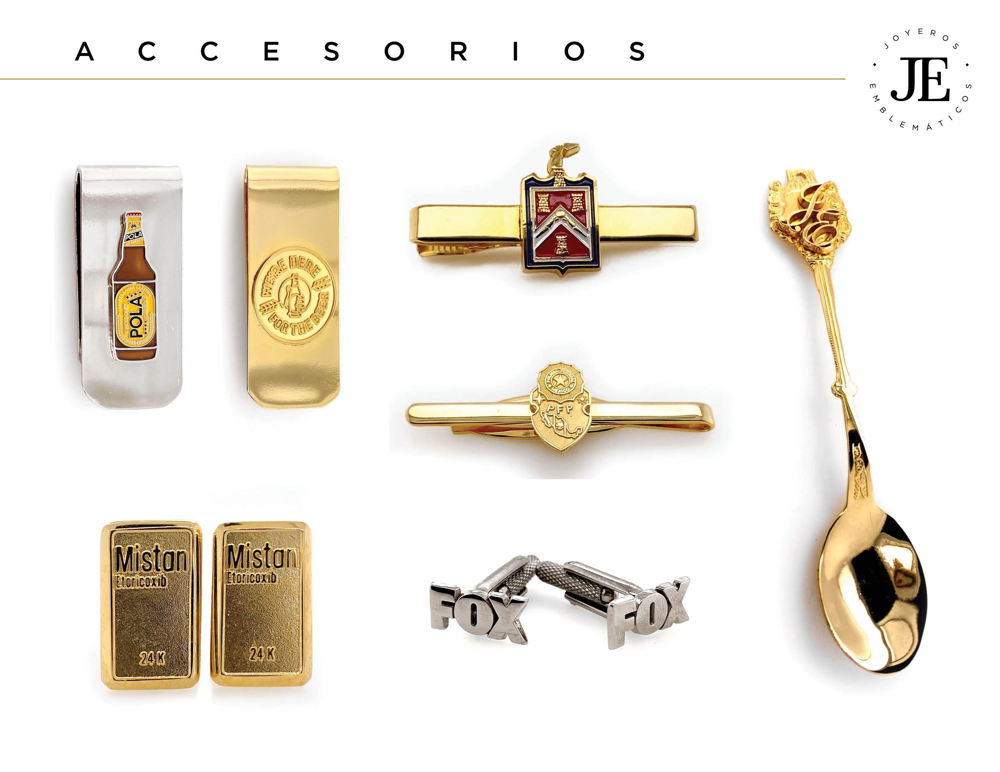 ACCESORIOS
JOYEROS
JE
EMBLEMÁTICOS
POLA
POLA
WE'RE HERE
FOR THE BEER
MEXICO
PFP
Mistan
Etoricoxib
24 K
Mistan
Etoricoxib
24 K
FOX
FOX